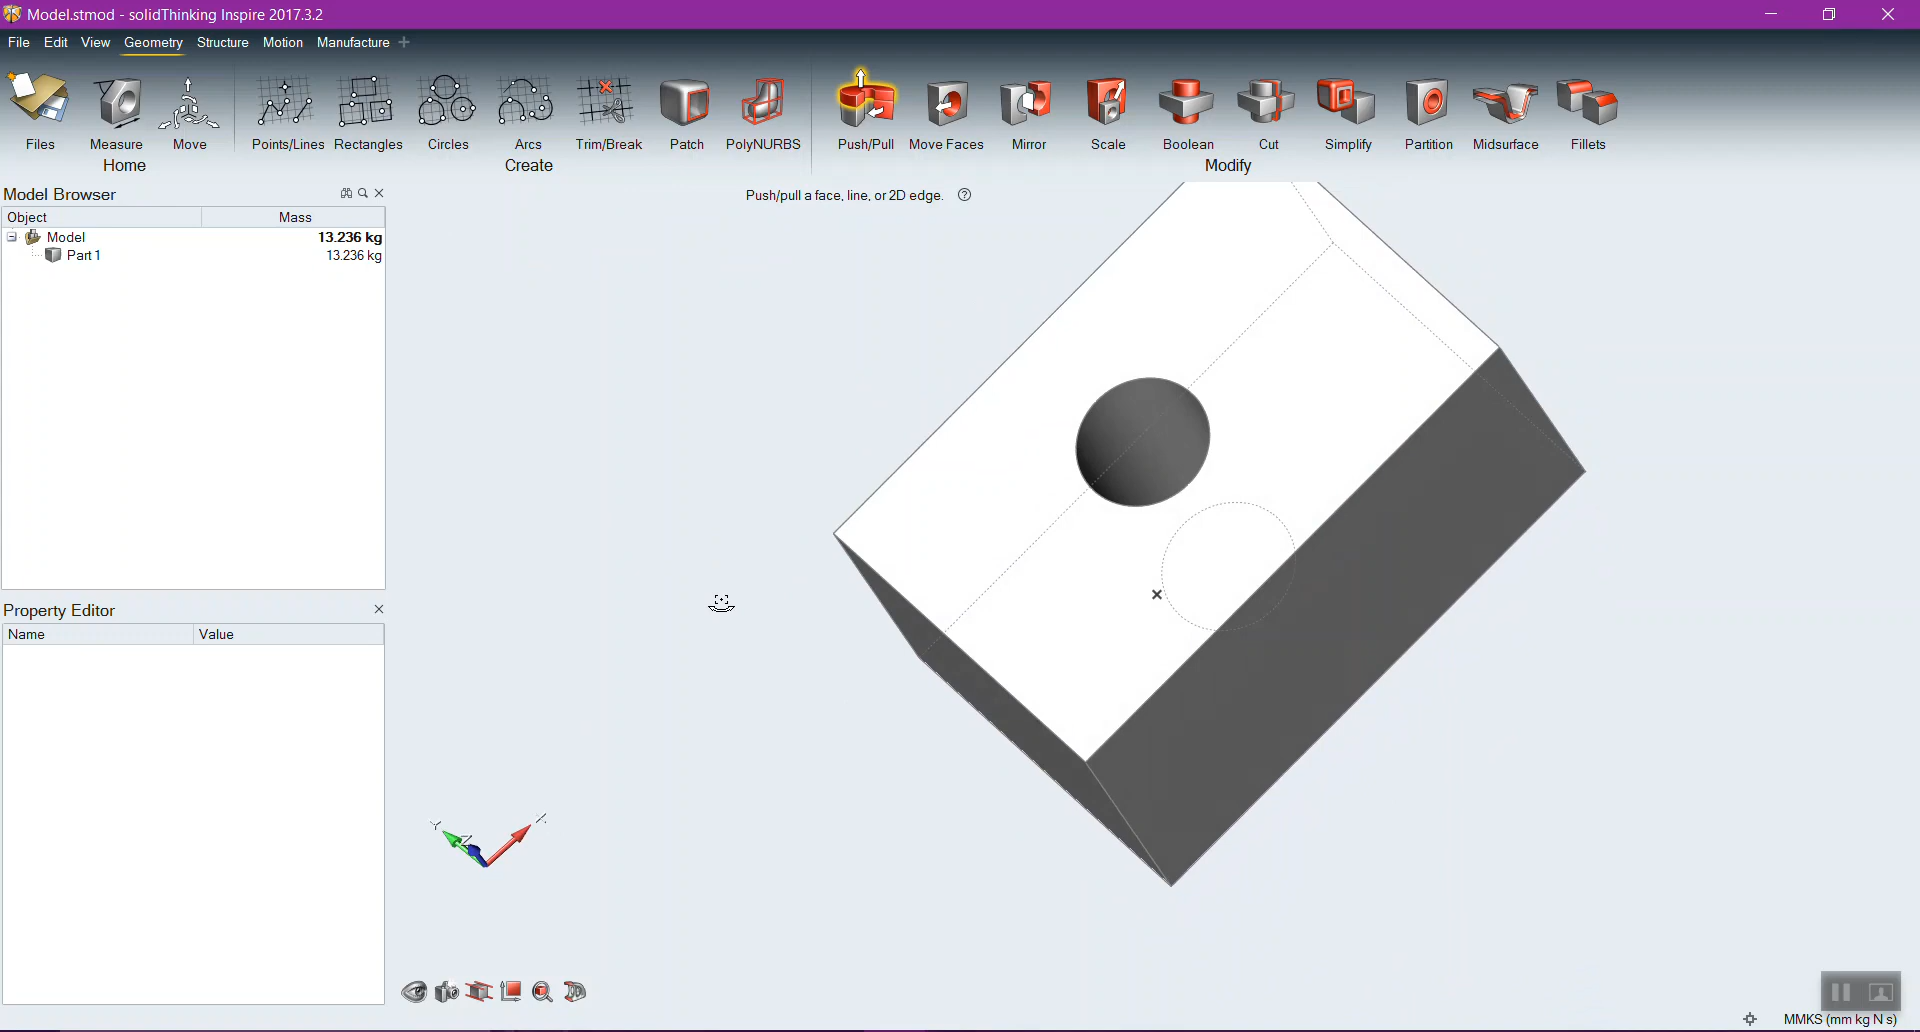 Model.stmod - solidThinking Inspire 2017.3.2
File Edit View Geometry Structure Motion Manufacture
Files Measure Move Points/Lines Rectangles Circles Arcs Trim/Break Patch PolyNURBS Push/Pull Move Faces Mirror Scale Boolean Cut Simplify Partition Midsurface Fillets
Home Create Modify
Model Browser
Push/pull a face, line, or 2D edge.
Object Mass
Model 13.236 kg
Part 1 13.236 kg
Property Editor
Name Value
Y Z X
MMKS (mm kg N s)